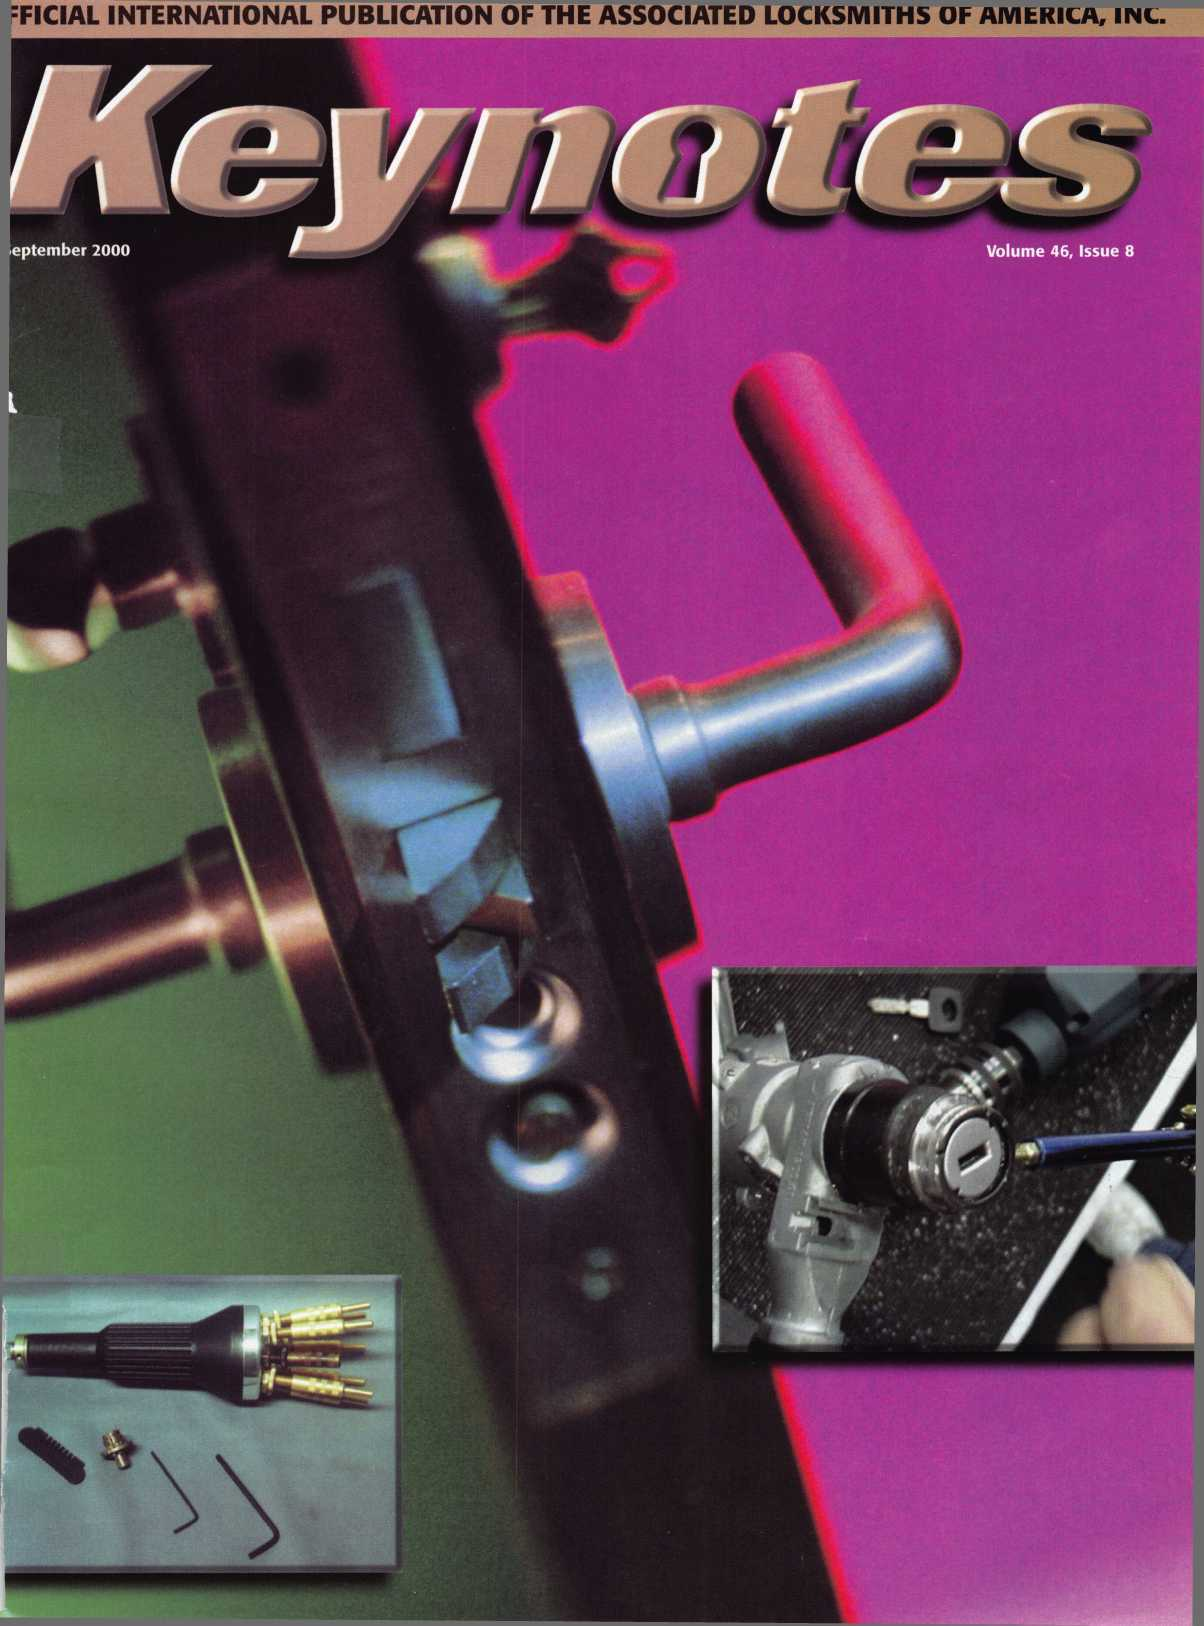 FFICIAL INTERNATIONAL PUBLICATION OF THE ASSOCIATED LOCKSMITHS OF AMERICA, INC.
Keynotes
eptember 2000
Volume 46, Issue 8